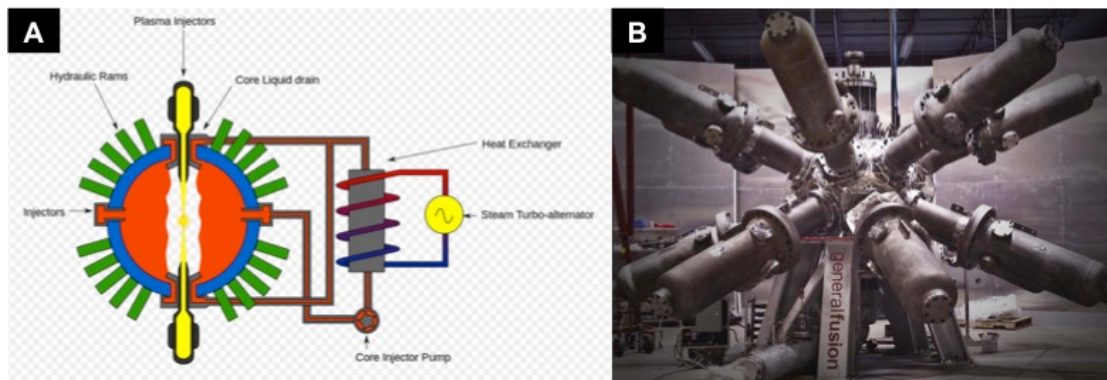 A
Plasma Injectors
Hydraulic Rams
Core Liquid drain
Heat Exchanger
Injectors
Steam Turbo-alternator
Core Injector Pump
B
generalfusion